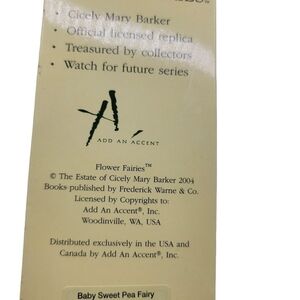 • Cicely Mary Barker
• Official licensed replica
• Treasured by collectors
• Watch for future series
ADD AN ACCENT
Flower Fairies™
© The Estate of Cicely Mary Barker 2004
Books published by Frederick Warne & Co.
Licensed by Copyrights to:
Add An Accent®, Inc.
Woodinville, WA, USA
Distributed exclusively in the USA and
Canada by Add An Accent®, Inc.
Baby Sweet Pea Fairy